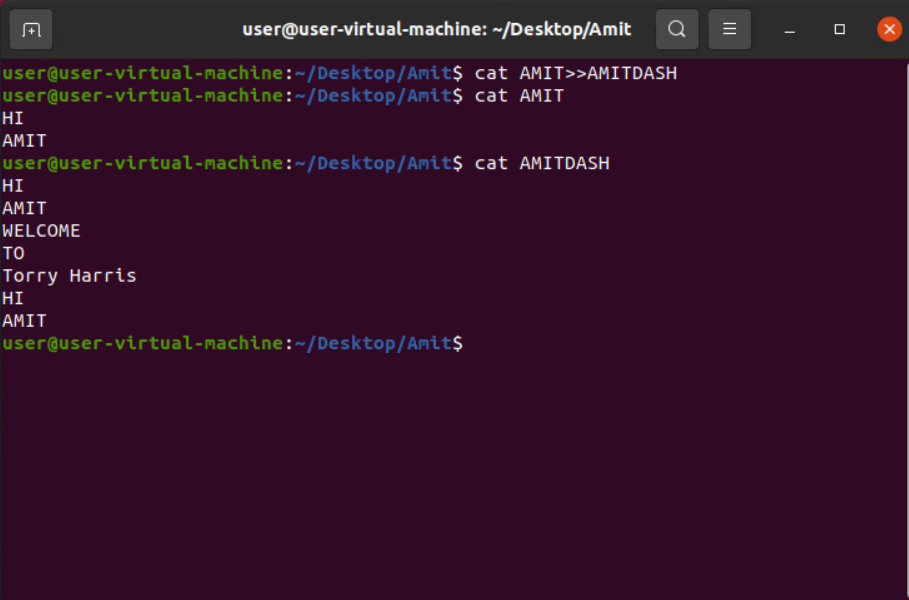 user@user-virtual-machine: ~/Desktop/Amit
user@user-virtual-machine:~/Desktop/Amit$ cat AMIT>>AMITDASH
user@user-virtual-machine:~/Desktop/Amit$ cat AMIT
HI
AMIT
user@user-virtual-machine:~/Desktop/Amit$ cat AMITDASH
HI
AMIT
WELCOME
TO
Torry Harris
HI
AMIT
user@user-virtual-machine:~/Desktop/Amit$